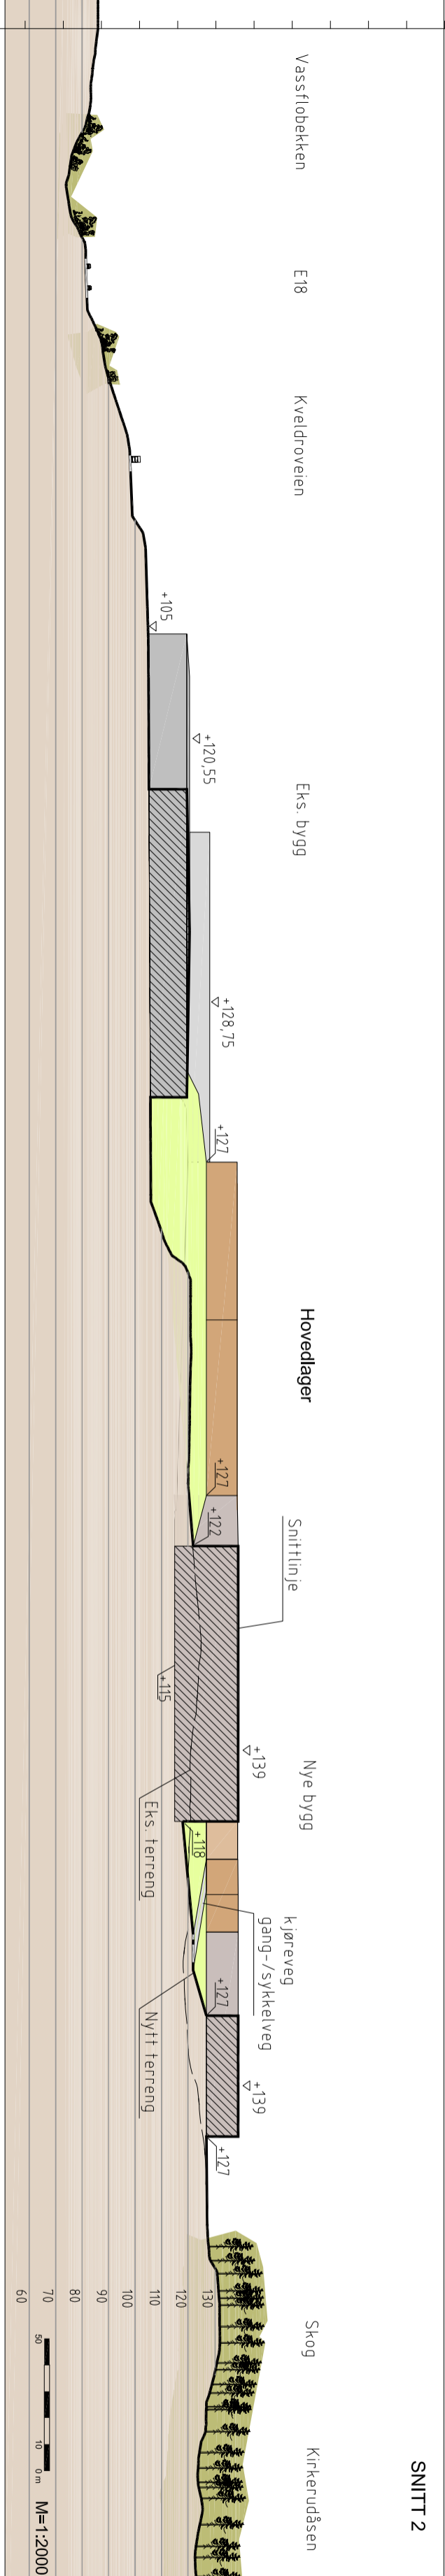 SNITT 2
Vassflobekken
E18
Kveldroveien
Eks. bygg
Hovedlager
Snittlinje
Nye bygg
kjøreveg
gang-/sykkelveg
Skog
Kirkerudåsen
+105
+120,55
+128,75
+127
+127
+122
+115
+139
+118
+127
+139
+127
Eks. terreng
Nytt terreng
130
120
110
100
90
80
70
60
50 10 0 m
M=1:2000